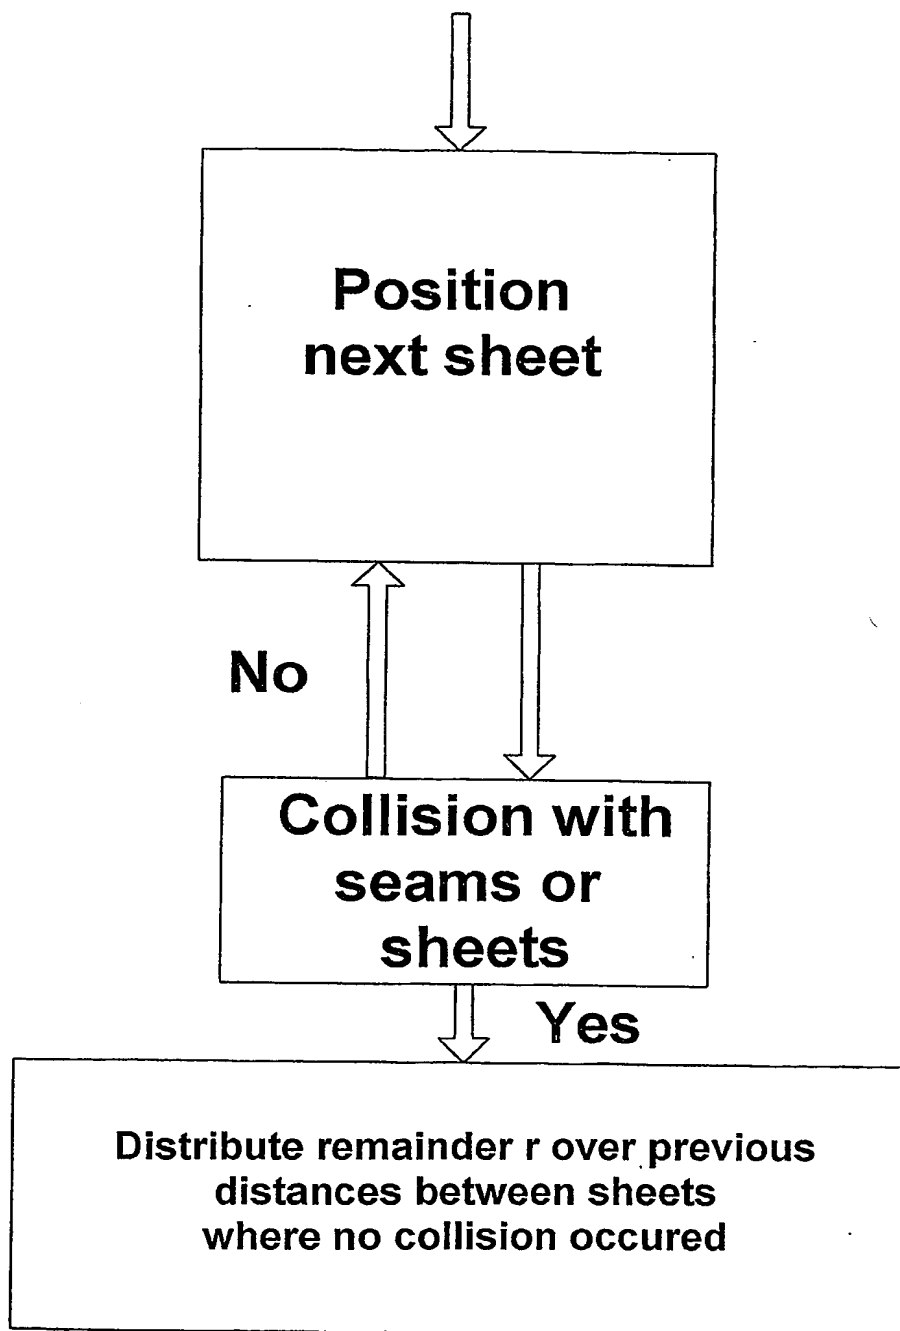 Position
next sheet
No
Collision with
seams or
sheets
Yes
Distribute remainder r over previous
distances between sheets
where no collision occured